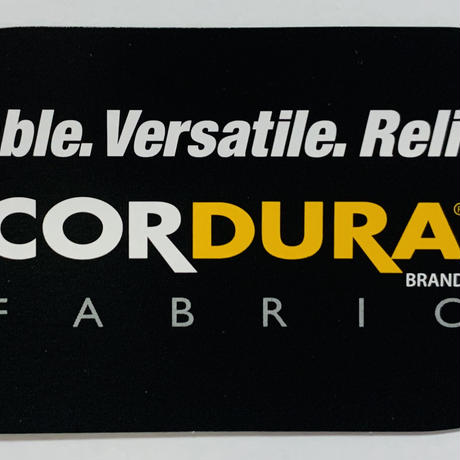 ble. Versatile. Reli
CORDURA®
BRAND
FABRIC